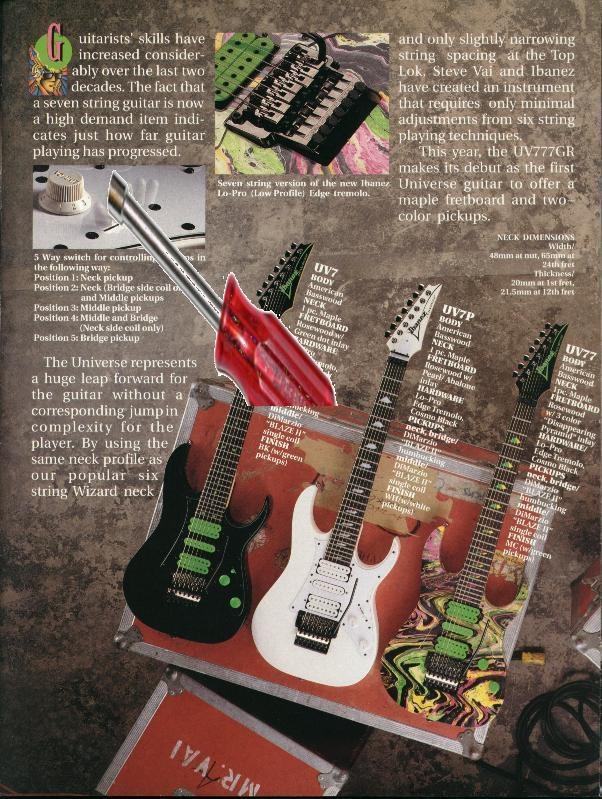 Guitarists' skills have
increased consider-
ably over the last two
decades. The fact that
a seven string guitar is now
a high demand item indi-
cates just how far guitar
playing has progressed.
5 Way switch for controlling in
the following way:
Position 1: Neck pickup
Position 2: Neck (Bridge side coil
and Middle pickups
Position 3: Middle pickup
Position 4: Middle and Bridge
(Neck side coil only)
Position 5: Bridge pickup
The Universe represents
a huge leap forward for
the guitar without a
corresponding jump in
complexity for the
player. By using the
same neck profile as
our popular six
string Wizard neck
Seven string version of the new Ibanez
Lo-Pro (Low Profile) Edge tremolo.
and only slightly narrowing
string spacing at the Top
Lok, Steve Vai and Ibanez
have created an instrument
that requires only minimal
adjustments from six string
playing techniques.
This year, the UV777GR
makes its debut as the first
Universe guitar to offer a
maple fretboard and two-
color pickups.
NECK DIMENSIONS
Width/
48mm at nut, 65mm at
24th fret
Thickness/
20mm at 1st fret,
21.5mm at 12th fret
UV7
BODY
American
Basswood
NECK
1 pc. Maple
FRETBOARD
Rosewood w/
Green dot inlay
HARDWARE
middle/
"BLAZE II"
single coil
FINISH
BK (w/green
pickups)
UV7P
BODY
American
Basswood
NECK
1 pc. Maple
FRETBOARD
Rosewood w/
Pearl/Abalone
inlay
HARDWARE
Lo-Pro
Edge Tremolo,
Cosmo Black
PICKUPS
neck, bridge/
DiMarzio
"BLAZE II"
humbucking
middle/
DiMarzio
"BLAZE II"
single coil
FINISH
WH(w/white
pickups)
UV77
BODY
American
Basswood
NECK
1 pc. Maple
FRETBOARD
Rosewood
w/3 color
"Disappearing
Pyramid" inlay
HARDWARE/
Lo-Pro
Edge Tremolo,
Cosmo Black
PICKUPS
neck, bridge/
DiMarzio
"BLAZE II"
humbucking
middle/
DiMarzio
"BLAZE II"
single coil
FINISH
MC (w/green
pickups)
MR. VAI